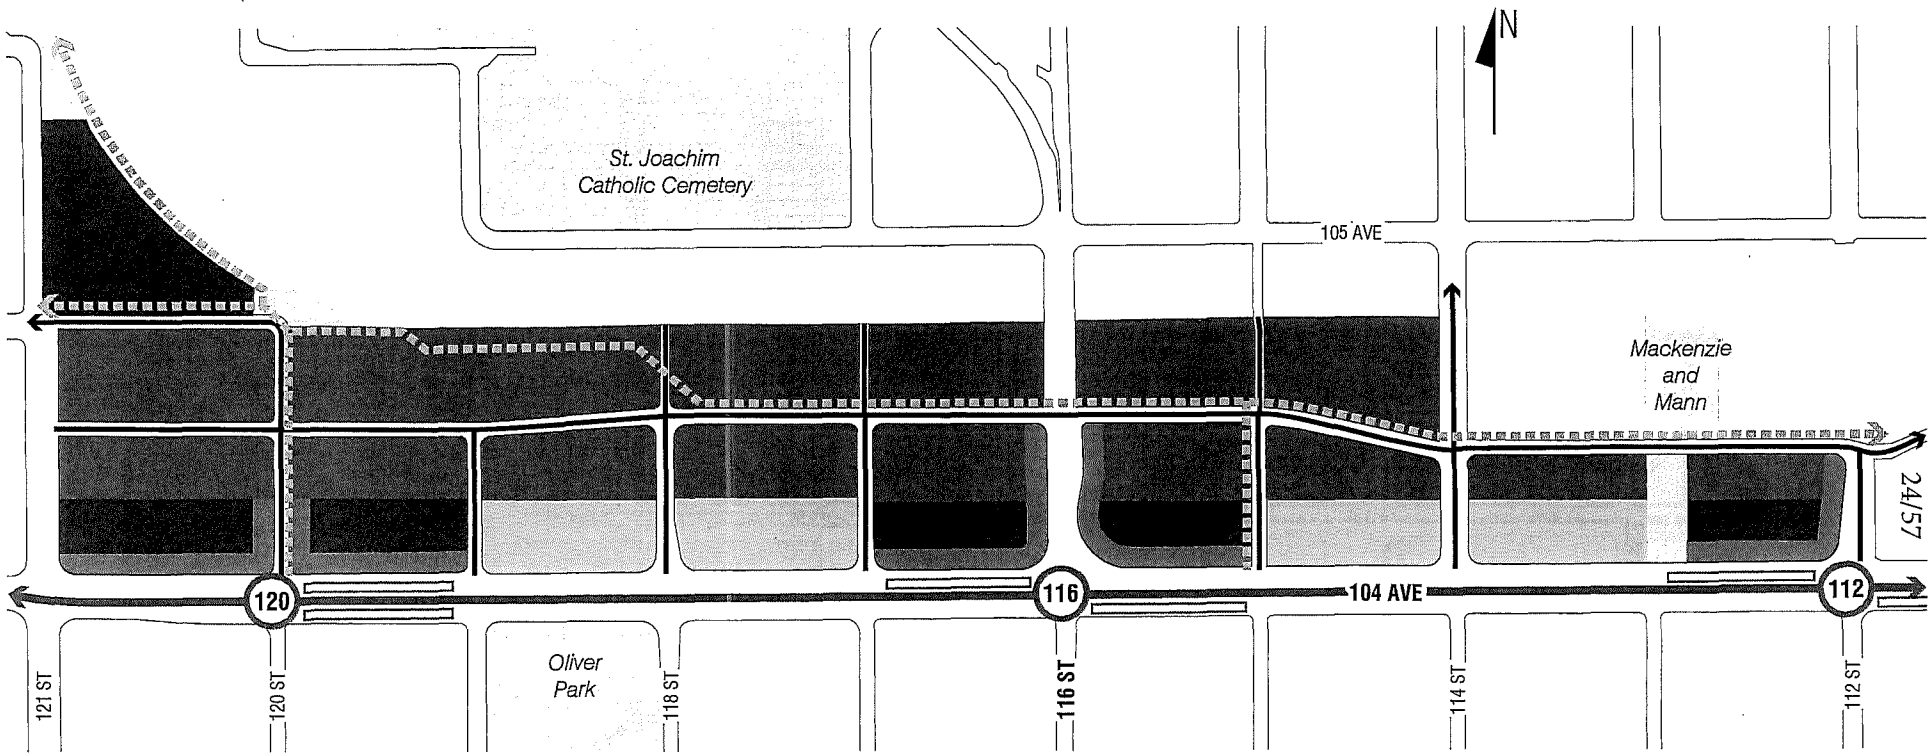 N
St. Joachim
Catholic Cemetery
105 AVE
Mackenzie
and
Mann
24/57
120
116
104 AVE
112
Oliver
Park
121 ST
120 ST
118 ST
116 ST
114 ST
112 ST